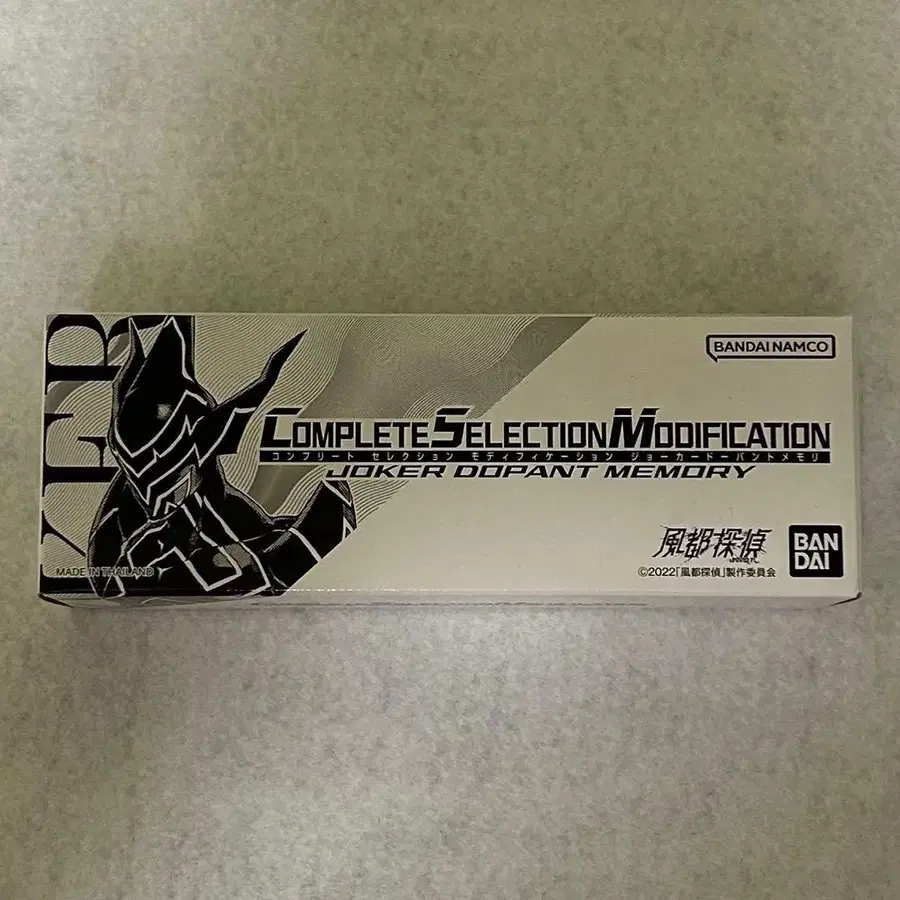 BANDAI NAMCO
COMPLETE SELECTION MODIFICATION
コンプリート セレクション モディフィケーション ジョーカードーパントメモリ
JOKER DOPANT MEMORY
風都探偵
©2022「風都探偵」製作委員会
BAN
DAI
MADE IN THAILAND